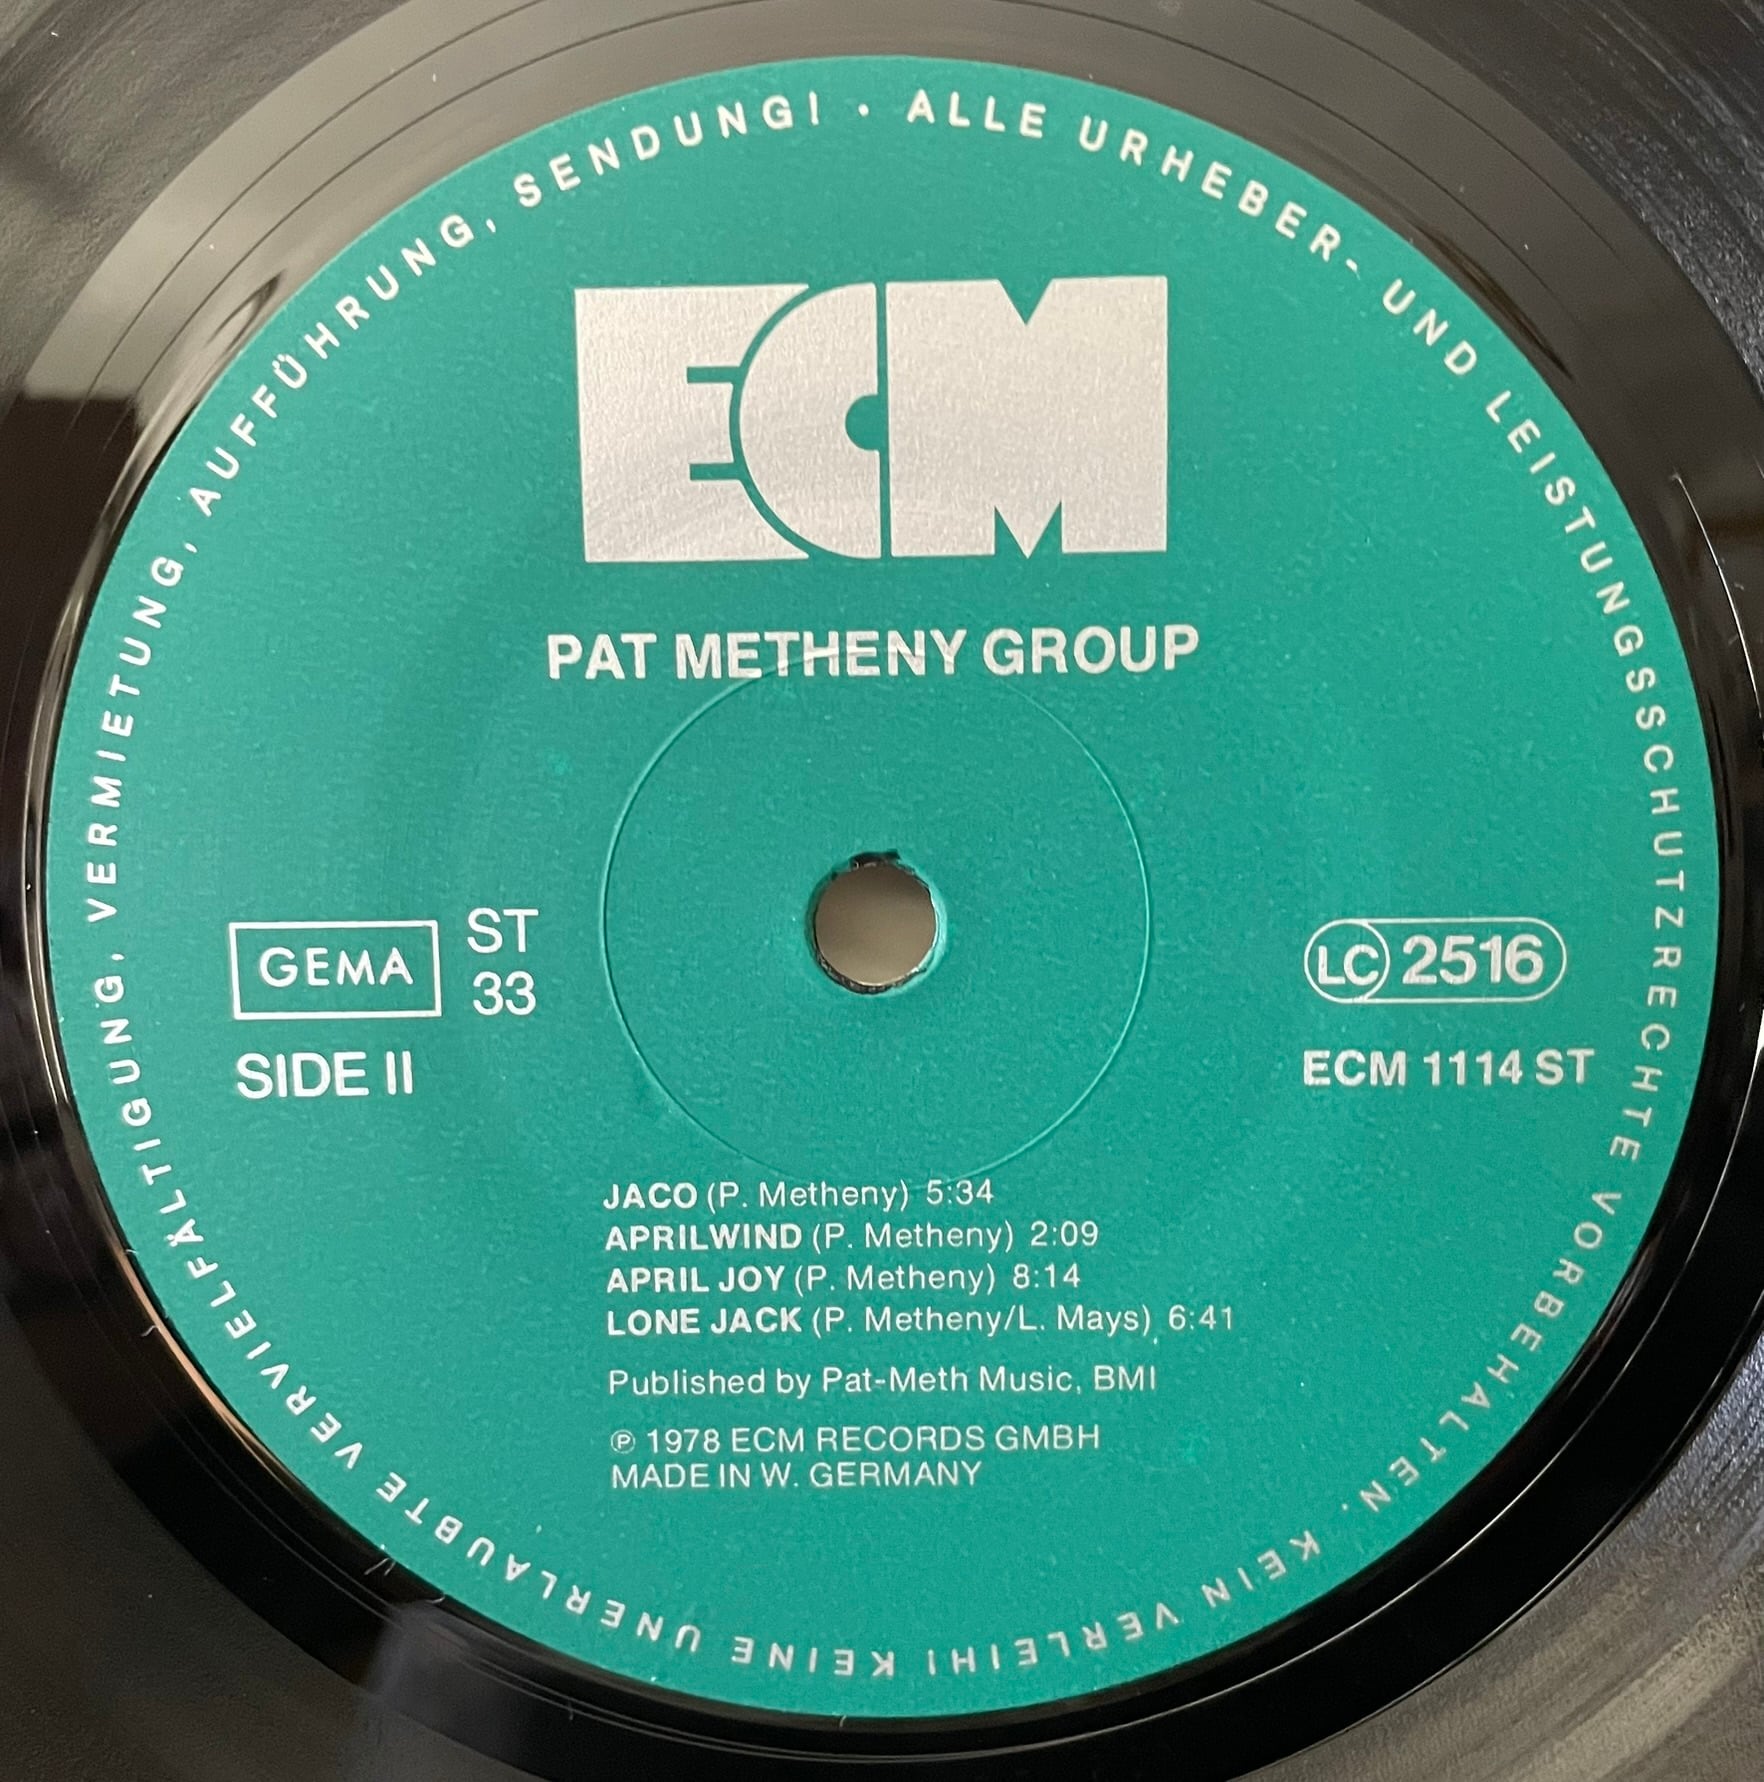 ALLE URHEBER- UND LEISTUNGSSCHUTZRECHTE VORBEHALTEN. KEIN VERLEIH! KEINE UNERLAUBTE VERVIELFÄLTIGUNG, VERMIETUNG, AUFFÜHRUNG, SENDUNG! ·
ECM
PAT METHENY GROUP
GEMA
ST
33
SIDE II
LC 2516
ECM 1114 ST
JACO (P. Metheny) 5:34
APRILWIND (P. Metheny) 2:09
APRIL JOY (P. Metheny) 8:14
LONE JACK (P. Metheny/L. Mays) 6:41
Published by Pat-Meth Music, BMI
℗ 1978 ECM RECORDS GMBH
MADE IN W. GERMANY